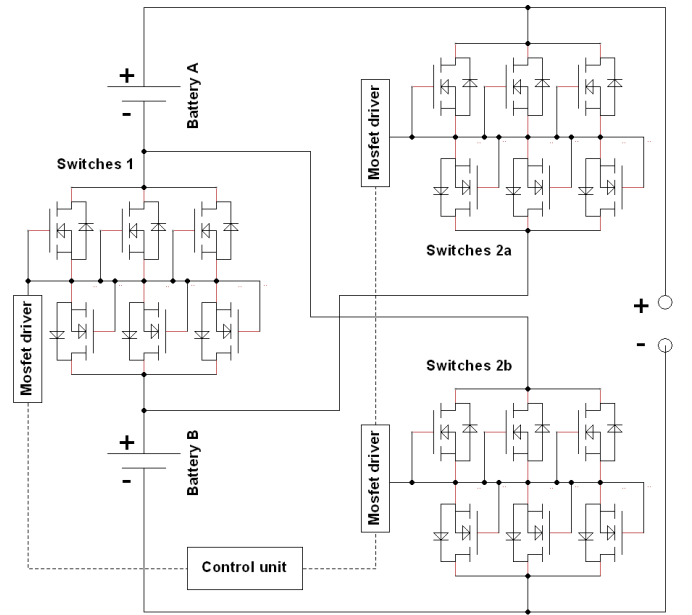 +
-
Battery A
Mosfet driver
Switches 1
Switches 2a
+
-
Mosfet driver
Switches 2b
+
-
Battery B
Mosfet driver
Control unit